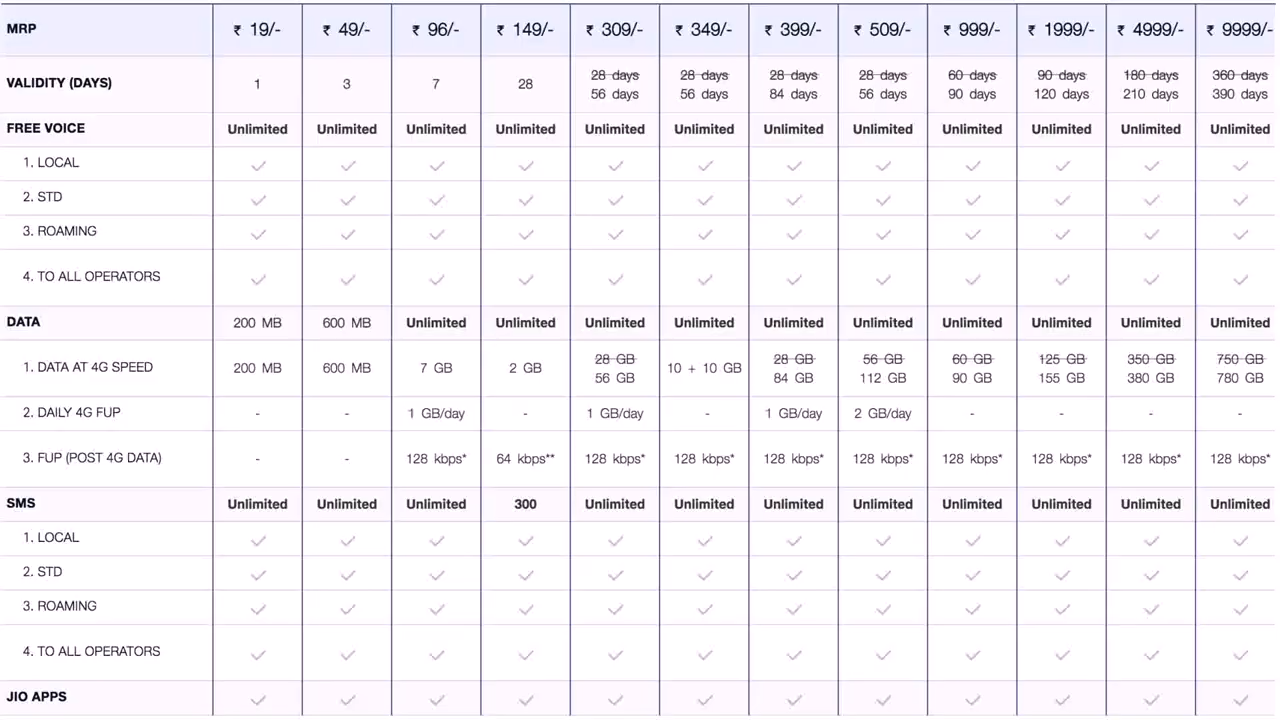 MRP ₹ 19/- ₹ 49/- ₹ 96/- ₹ 149/- ₹ 309/- ₹ 349/- ₹ 399/- ₹ 509/- ₹ 999/- ₹ 1999/- ₹ 4999/- ₹ 9999/-
28 days 28 days 28 days 28 days 60 days 90 days 180 days 360 days
VALIDITY (DAYS) 1 3 7 28
56 days 56 days 84 days 56 days 90 days 120 days 210 days 390 days
FREE VOICE Unlimited Unlimited Unlimited Unlimited Unlimited Unlimited Unlimited Unlimited Unlimited Unlimited Unlimited Unlimited
1. LOCAL
2. STD
3. ROAMING
4. TO ALL OPERATORS
DATA 200 MB 600 MB Unlimited Unlimited Unlimited Unlimited Unlimited Unlimited Unlimited Unlimited Unlimited Unlimited
28 GB 28 GB 56 GB 60 GB 125 GB 350 GB 750 GB
1. DATA AT 4G SPEED 200 MB 600 MB 7 GB 2 GB 10 + 10 GB
56 GB 84 GB 112 GB 90 GB 155 GB 380 GB 780 GB
2. DAILY 4G FUP - - 1 GB/day - 1 GB/day - 1 GB/day 2 GB/day - - - -
3. FUP (POST 4G DATA) - - 128 kbps* 64 kbps** 128 kbps* 128 kbps* 128 kbps* 128 kbps* 128 kbps* 128 kbps* 128 kbps* 128 kbps*
SMS Unlimited Unlimited Unlimited 300 Unlimited Unlimited Unlimited Unlimited Unlimited Unlimited Unlimited Unlimited
1. LOCAL
2. STD
3. ROAMING
4. TO ALL OPERATORS
JIO APPS